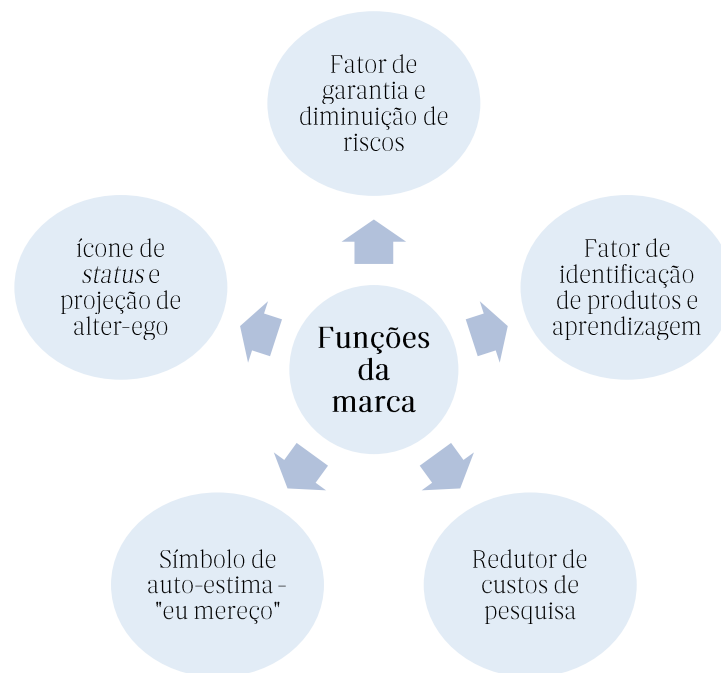 Fator de
garantia e
diminuição de
riscos
ícone de
status e
projeção de
alter-ego
Fator de
identificação
de produtos e
aprendizagem
Funções
da
marca
Símbolo de
auto-estima -
"eu mereço"
Redutor de
custos de
pesquisa